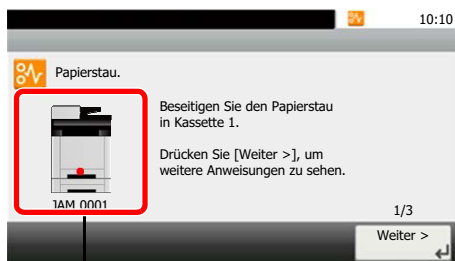 10:10
Papierstau.
Beseitigen Sie den Papierstau
in Kassette 1.
Drücken Sie [Weiter >], um
weitere Anweisungen zu sehen.
JAM 0001
1/3
Weiter >